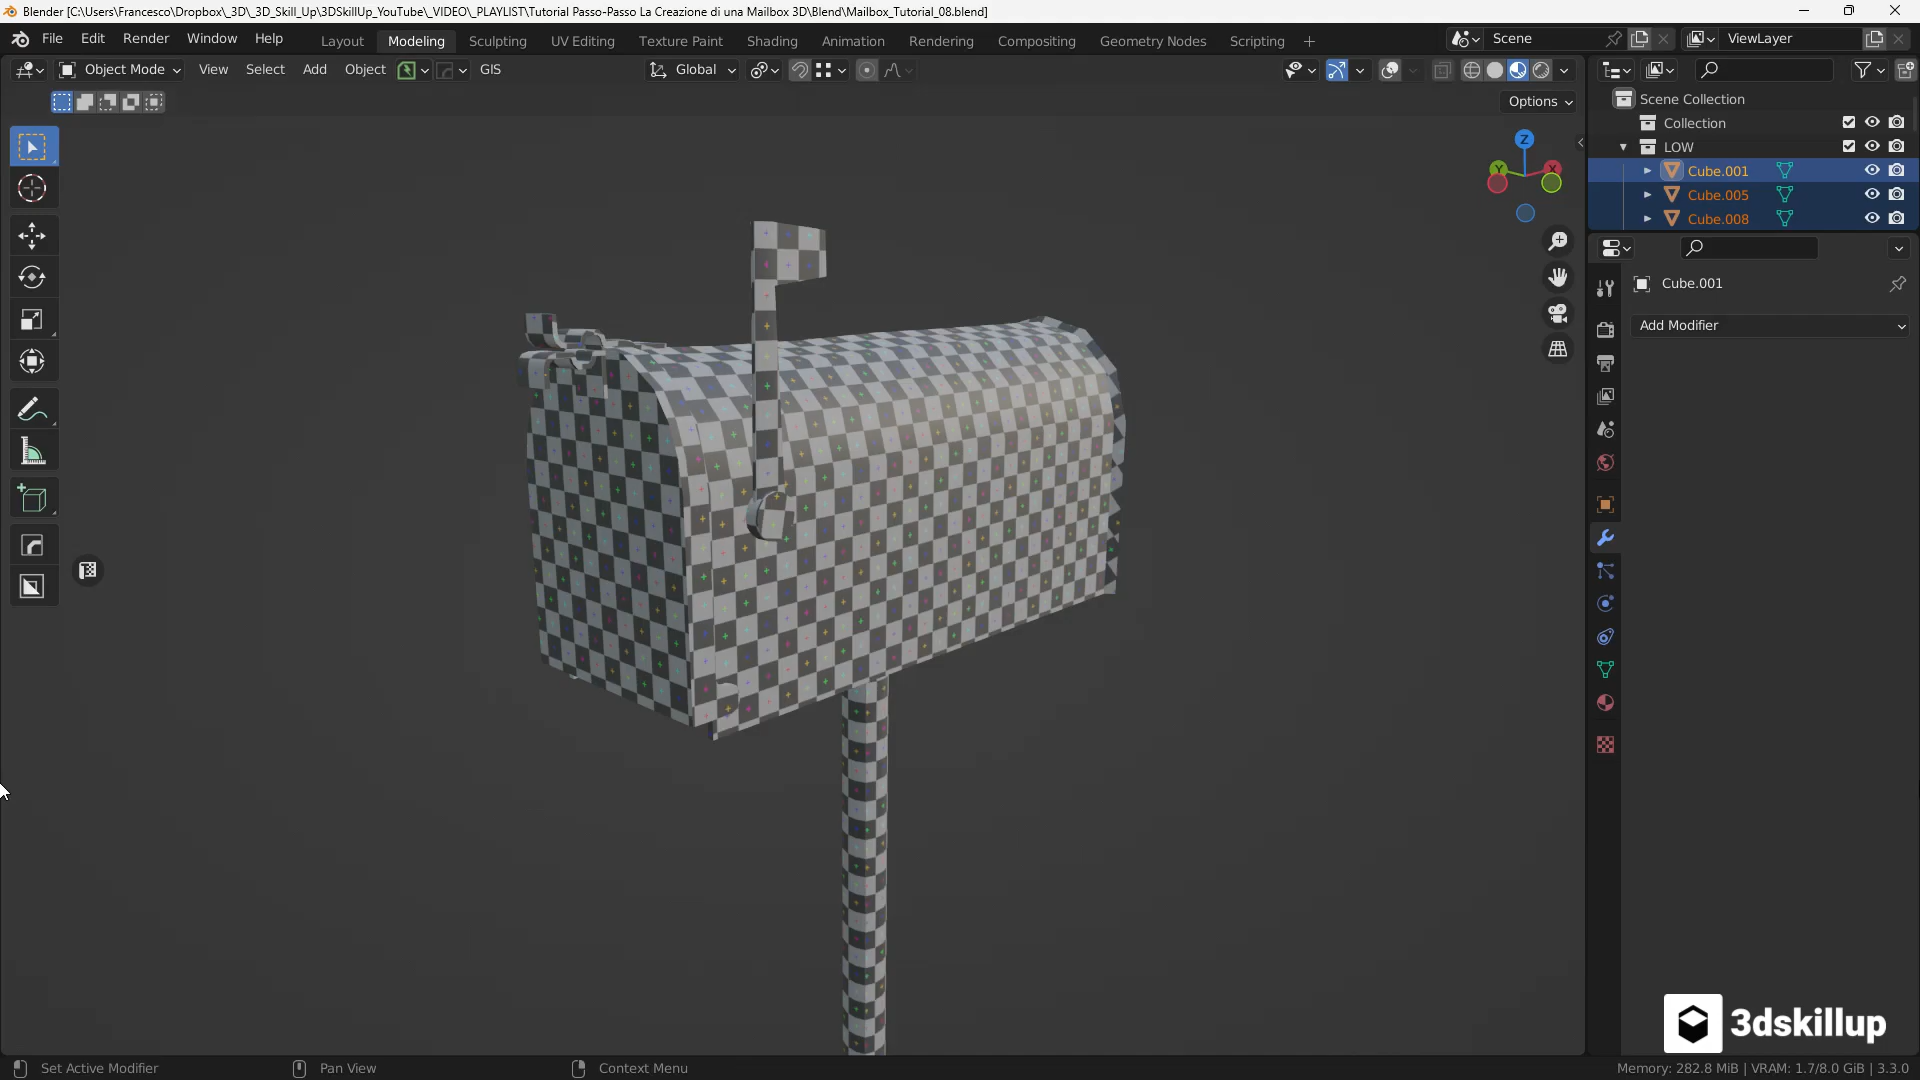 Blender [C:\Users\Francesco\Dropbox\_3D\_3D_Skill_Up\3DSkillUp_YouTube\_VIDEO\_PLAYLIST\Tutorial Passo-Passo La Creazione di una Mailbox 3D\Blend\Mailbox_Tutorial_08.blend]
File Edit Render Window Help Layout Modeling Sculpting UV Editing Texture Paint Shading Animation Rendering Compositing Geometry Nodes Scripting + Scene ViewLayer
Object Mode View Select Add Object GIS Global
Options
Scene Collection
Collection
LOW
Cube.001
Cube.005
Cube.008
Z
Y
X
Cube.001
Add Modifier
3dskillup
Set Active Modifier Pan View Context Menu Memory: 282.8 MiB | VRAM: 1.7/8.0 GiB | 3.3.0